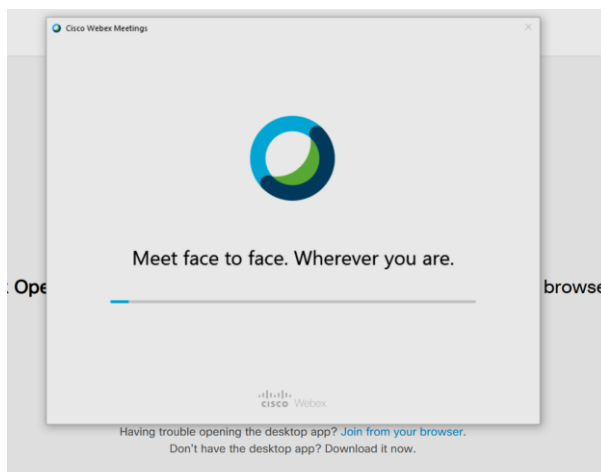 Cisco Webex Meetings
Meet face to face. Wherever you are.
Ope
browse
cisco Webex
Having trouble opening the desktop app? Join from your browser.
Don't have the desktop app? Download it now.